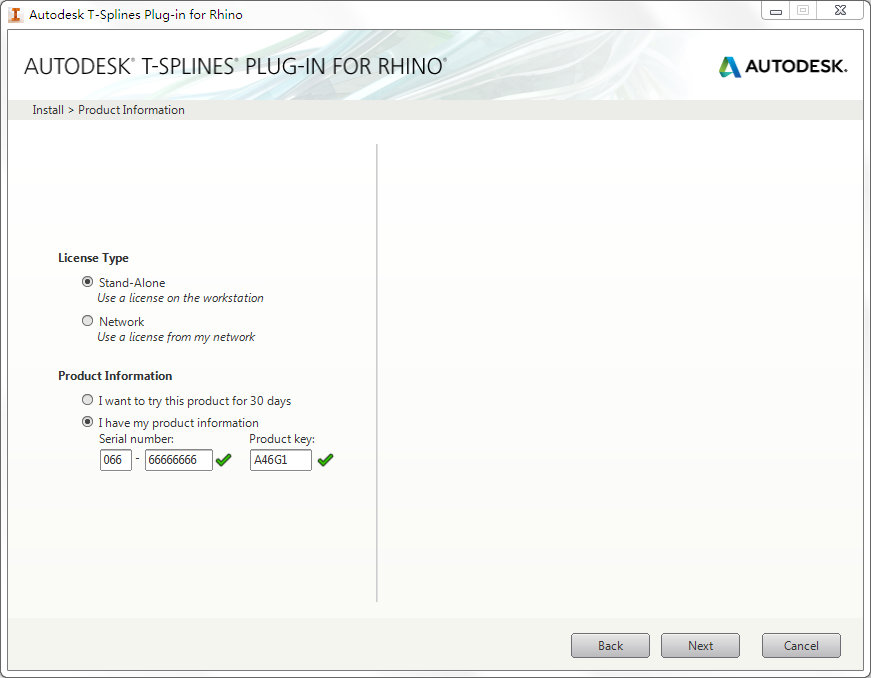 Autodesk T-Splines Plug-in for Rhino
AUTODESK® T-SPLINES® PLUG-IN FOR RHINO®
AUTODESK.
Install > Product Information
License Type
Stand-Alone
Use a license on the workstation
Network
Use a license from my network
Product Information
I want to try this product for 30 days
I have my product information
Serial number: Product key:
066 - 66666666 A46G1
Back Next Cancel